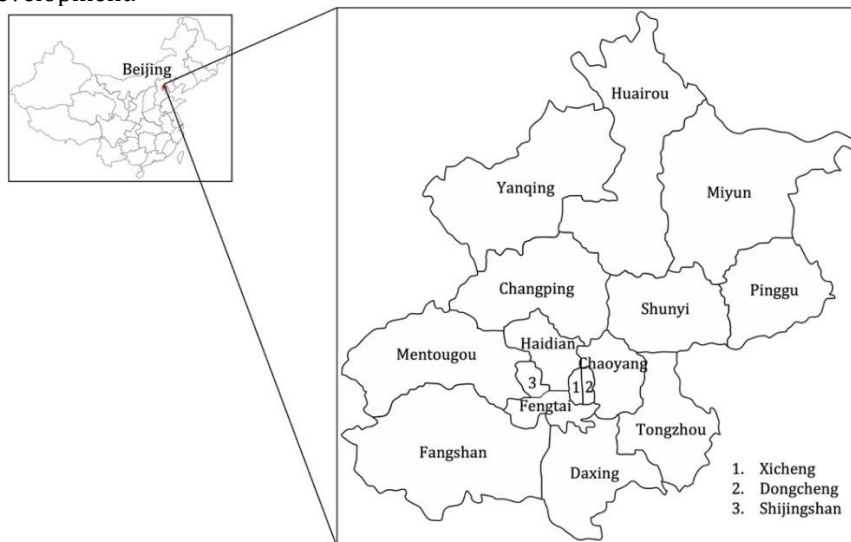 Beijing
Huairou
Yanqing
Miyun
Changping
Pinggu
Shunyi
Haidian
Mentougou
Chaoyang
3
1 2
Fengtai
Tongzhou
Fangshan
Daxing
1. Xicheng
2. Dongcheng
3. Shijingshan